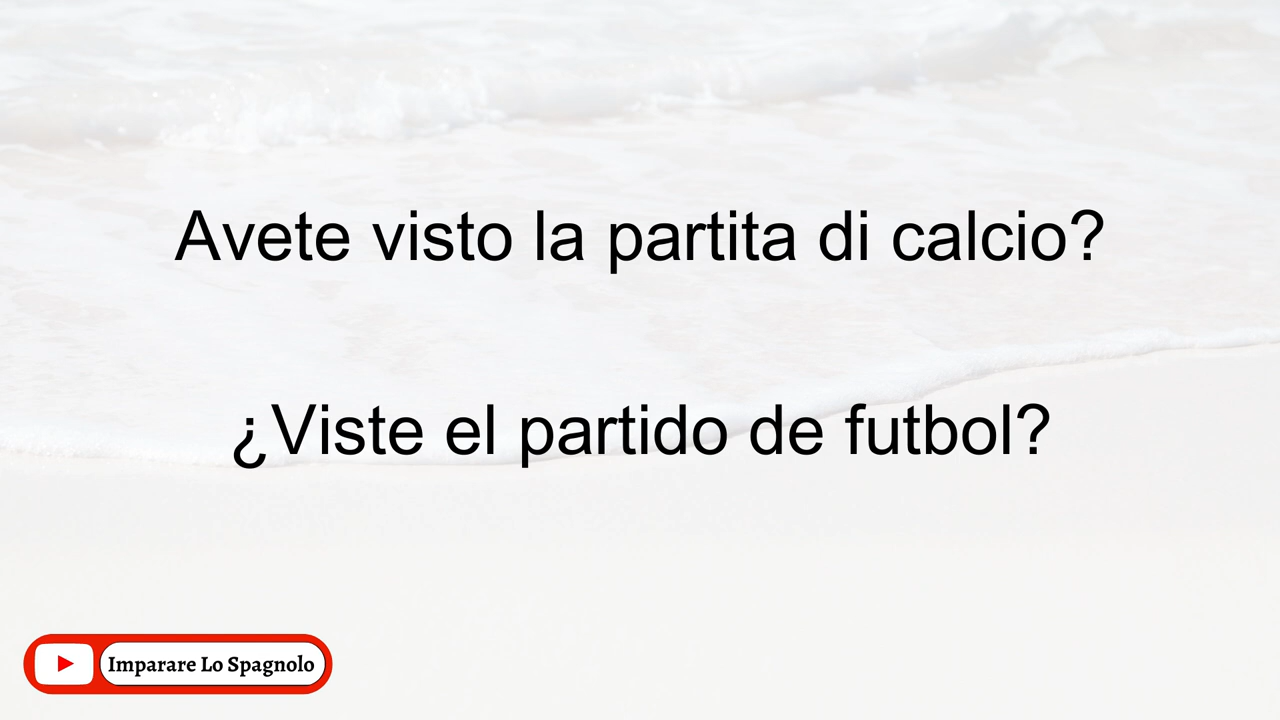 Avete visto la partita di calcio?
¿Viste el partido de futbol?
Imparare Lo Spagnolo